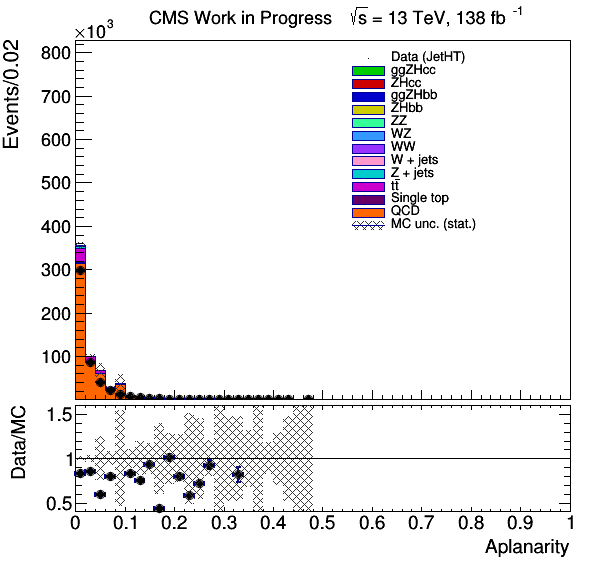 CMS Work in Progress √s = 13 TeV, 138 fb⁻¹
×10³
Events/0.02
800
700
600
500
400
300
200
100
Data (JetHT)
ggZHcc
ZHcc
ggZHbb
ZHbb
ZZ
WZ
WW
W + jets
Z + jets
tt̄
Single top
QCD
MC unc. (stat.)
Data/MC
1.5
1
0.5
0 0.1 0.2 0.3 0.4 0.5 0.6 0.7 0.8 0.9 1
Aplanarity